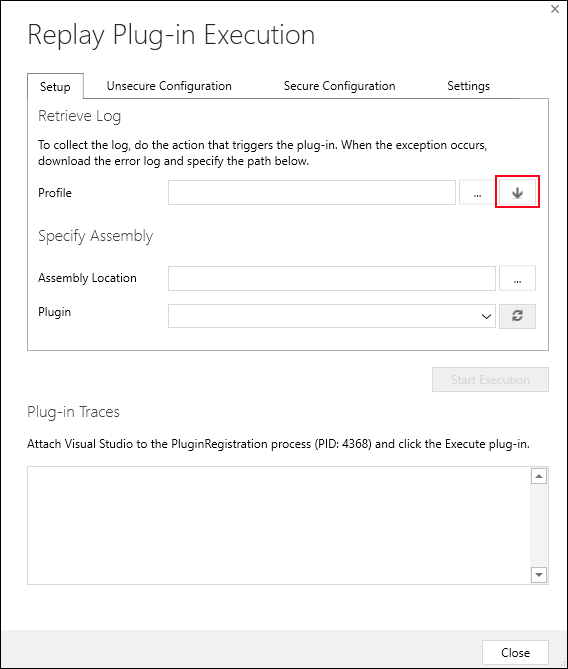 Replay Plug-in Execution
Setup
Unsecure Configuration
Secure Configuration
Settings
Retrieve Log
To collect the log, do the action that triggers the plug-in. When the exception occurs,
download the error log and specify the path below.
Profile
...
Specify Assembly
Assembly Location
...
Plugin
Start Execution
Plug-in Traces
Attach Visual Studio to the PluginRegistration process (PID: 4368) and click the Execute plug-in.
Close